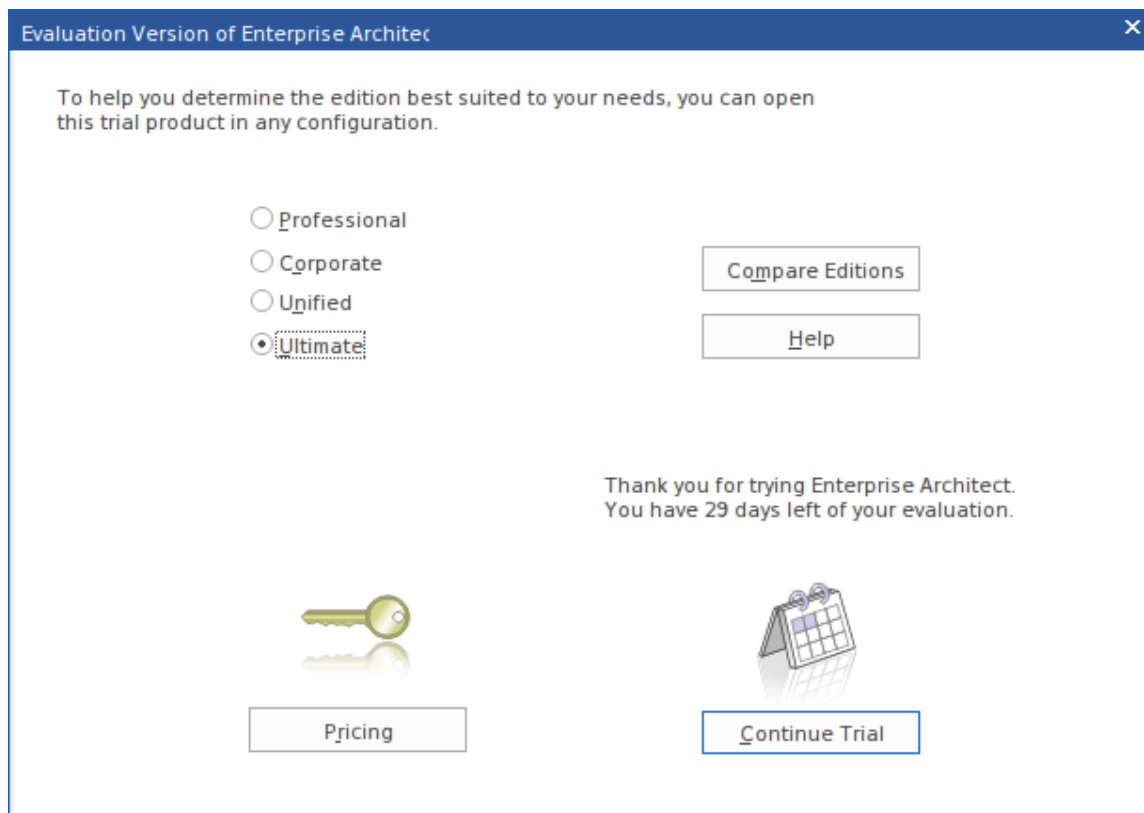 Evaluation Version of Enterprise Architec
To help you determine the edition best suited to your needs, you can open
this trial product in any configuration.
Professional
Corporate
Unified
Ultimate
Compare Editions
Help
Thank you for trying Enterprise Architect.
You have 29 days left of your evaluation.
Pricing
Continue Trial